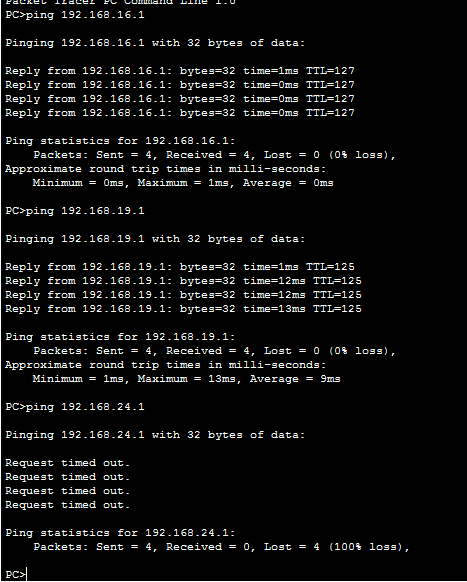 Packet Tracer PC Command Line 1.0
PC>ping 192.168.16.1
Pinging 192.168.16.1 with 32 bytes of data:
Reply from 192.168.16.1: bytes=32 time=1ms TTL=127
Reply from 192.168.16.1: bytes=32 time=0ms TTL=127
Reply from 192.168.16.1: bytes=32 time=0ms TTL=127
Reply from 192.168.16.1: bytes=32 time=0ms TTL=127
Ping statistics for 192.168.16.1:
Packets: Sent = 4, Received = 4, Lost = 0 (0% loss),
Approximate round trip times in milli-seconds:
Minimum = 0ms, Maximum = 1ms, Average = 0ms
PC>ping 192.168.19.1
Pinging 192.168.19.1 with 32 bytes of data:
Reply from 192.168.19.1: bytes=32 time=1ms TTL=125
Reply from 192.168.19.1: bytes=32 time=12ms TTL=125
Reply from 192.168.19.1: bytes=32 time=12ms TTL=125
Reply from 192.168.19.1: bytes=32 time=13ms TTL=125
Ping statistics for 192.168.19.1:
Packets: Sent = 4, Received = 4, Lost = 0 (0% loss),
Approximate round trip times in milli-seconds:
Minimum = 1ms, Maximum = 13ms, Average = 9ms
PC>ping 192.168.24.1
Pinging 192.168.24.1 with 32 bytes of data:
Request timed out.
Request timed out.
Request timed out.
Request timed out.
Ping statistics for 192.168.24.1:
Packets: Sent = 4, Received = 0, Lost = 4 (100% loss),
PC>